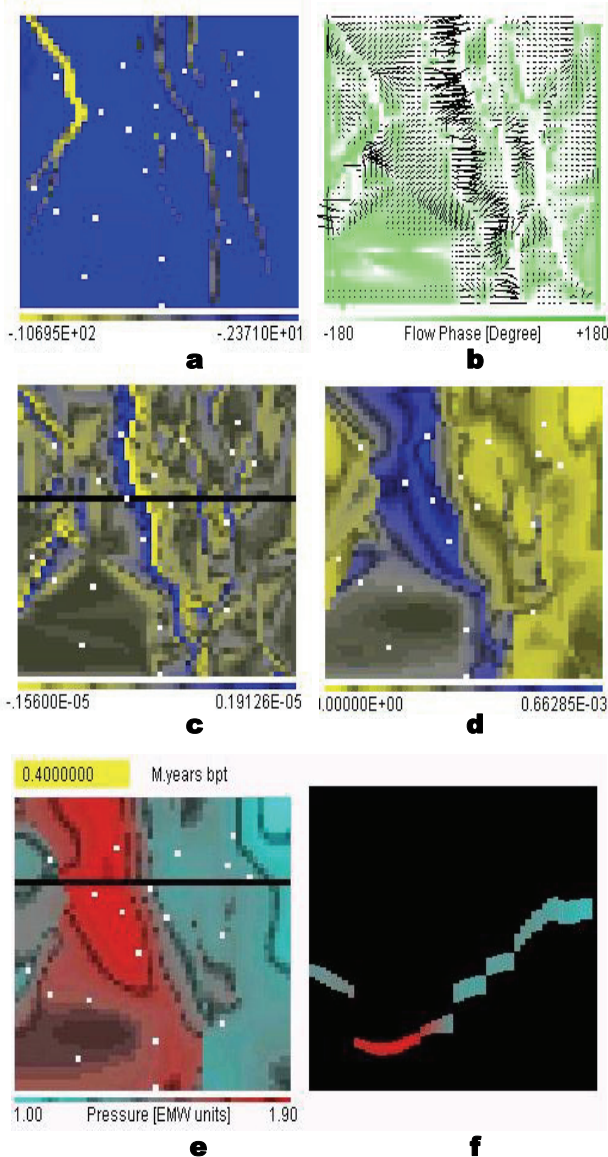 -.10695E+02 -.23710E+01
a
-180 Flow Phase [Degree] +180
b
-.15600E-05 0.19126E-05
c
.00000E+00 0.66285E-03
d
0.4000000 M.years bpt
1.00 Pressure [EMW units] 1.90
e
f